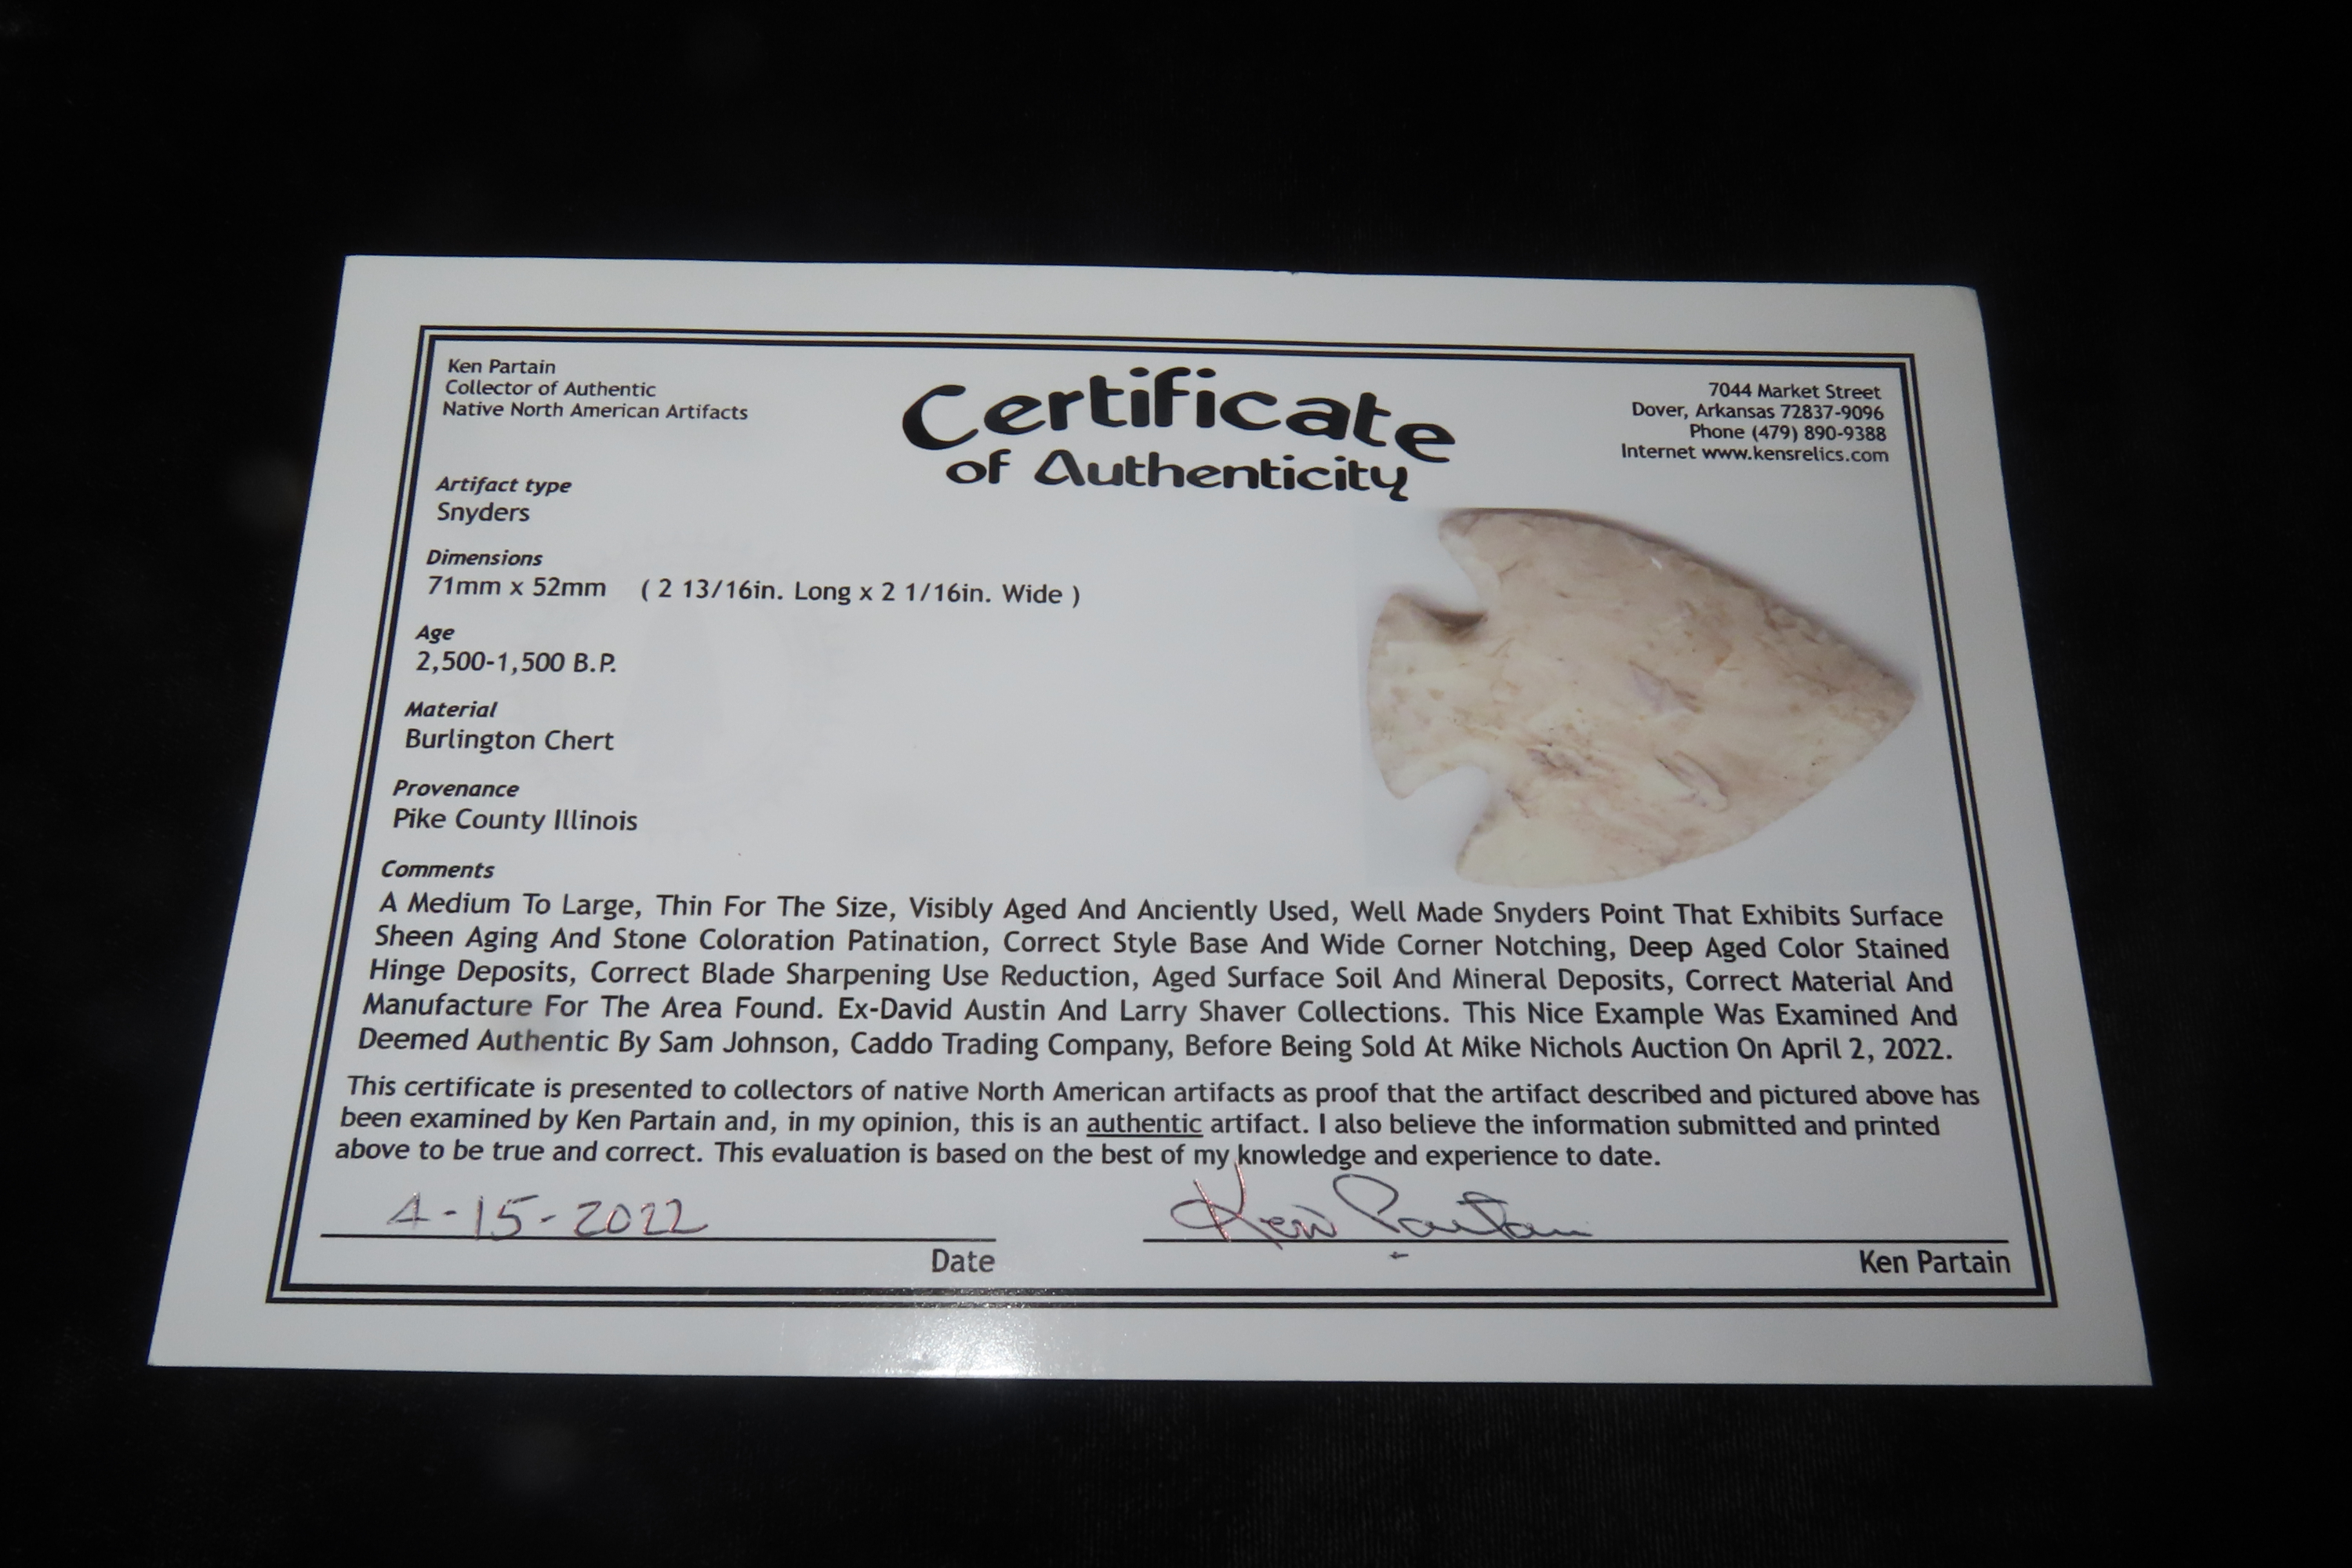 Ken Partain
Collector of Authentic
Native North American Artifacts
Certificate
of Authenticity
7044 Market Street
Dover, Arkansas 72837-9096
Phone (479) 890-9388
Internet www.kensrelics.com
Artifact type
Snyders
Dimensions
71mm x 52mm ( 2 13/16in. Long x 2 1/16in. Wide )
Age
2,500-1,500 B.P.
Material
Burlington Chert
Provenance
Pike County Illinois
Comments
A Medium To Large, Thin For The Size, Visibly Aged And Anciently Used, Well Made Snyders Point That Exhibits Surface
Sheen Aging And Stone Coloration Patination, Correct Style Base And Wide Corner Notching, Deep Aged Color Stained
Hinge Deposits, Correct Blade Sharpening Use Reduction, Aged Surface Soil And Mineral Deposits, Correct Material And
Manufacture For The Area Found. Ex-David Austin And Larry Shaver Collections. This Nice Example Was Examined And
Deemed Authentic By Sam Johnson, Caddo Trading Company, Before Being Sold At Mike Nichols Auction On April 2, 2022.
This certificate is presented to collectors of native North American artifacts as proof that the artifact described and pictured above has
been examined by Ken Partain and, in my opinion, this is an authentic artifact. I also believe the information submitted and printed
above to be true and correct. This evaluation is based on the best of my knowledge and experience to date.
4-15-2022
Ken Partain
Date
Ken Partain